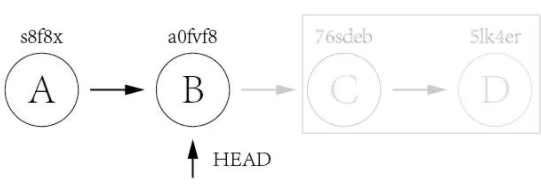 s8f8x a0fvf8 76sdeb 5lk4er
A B C D
HEAD